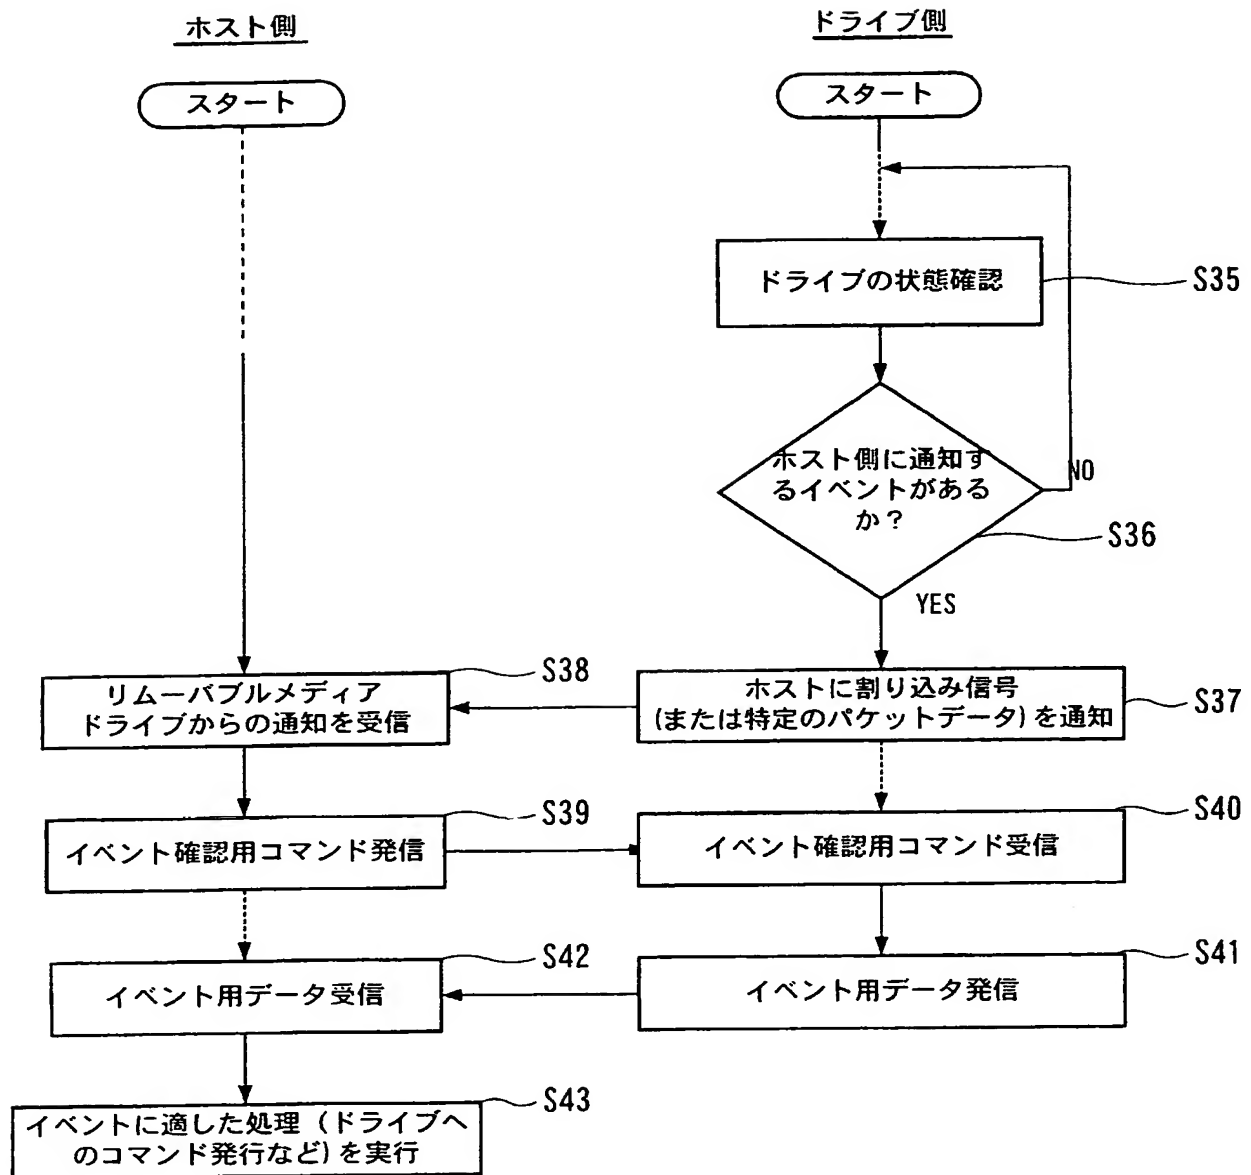 ホスト側
ドライブ側
スタート
スタート
ドライブの状態確認
S35
ホスト側に通知す
るイベントがある
か？
NO
S36
YES
リムーバブルメディア
ドライブからの通知を受信
S38
ホストに割り込み信号
(または特定のパケットデータ)を通知
S37
イベント確認用コマンド発信
S39
イベント確認用コマンド受信
S40
イベント用データ受信
S42
イベント用データ発信
S41
イベントに適した処理（ドライブへ
のコマンド発行など)を実行
S43